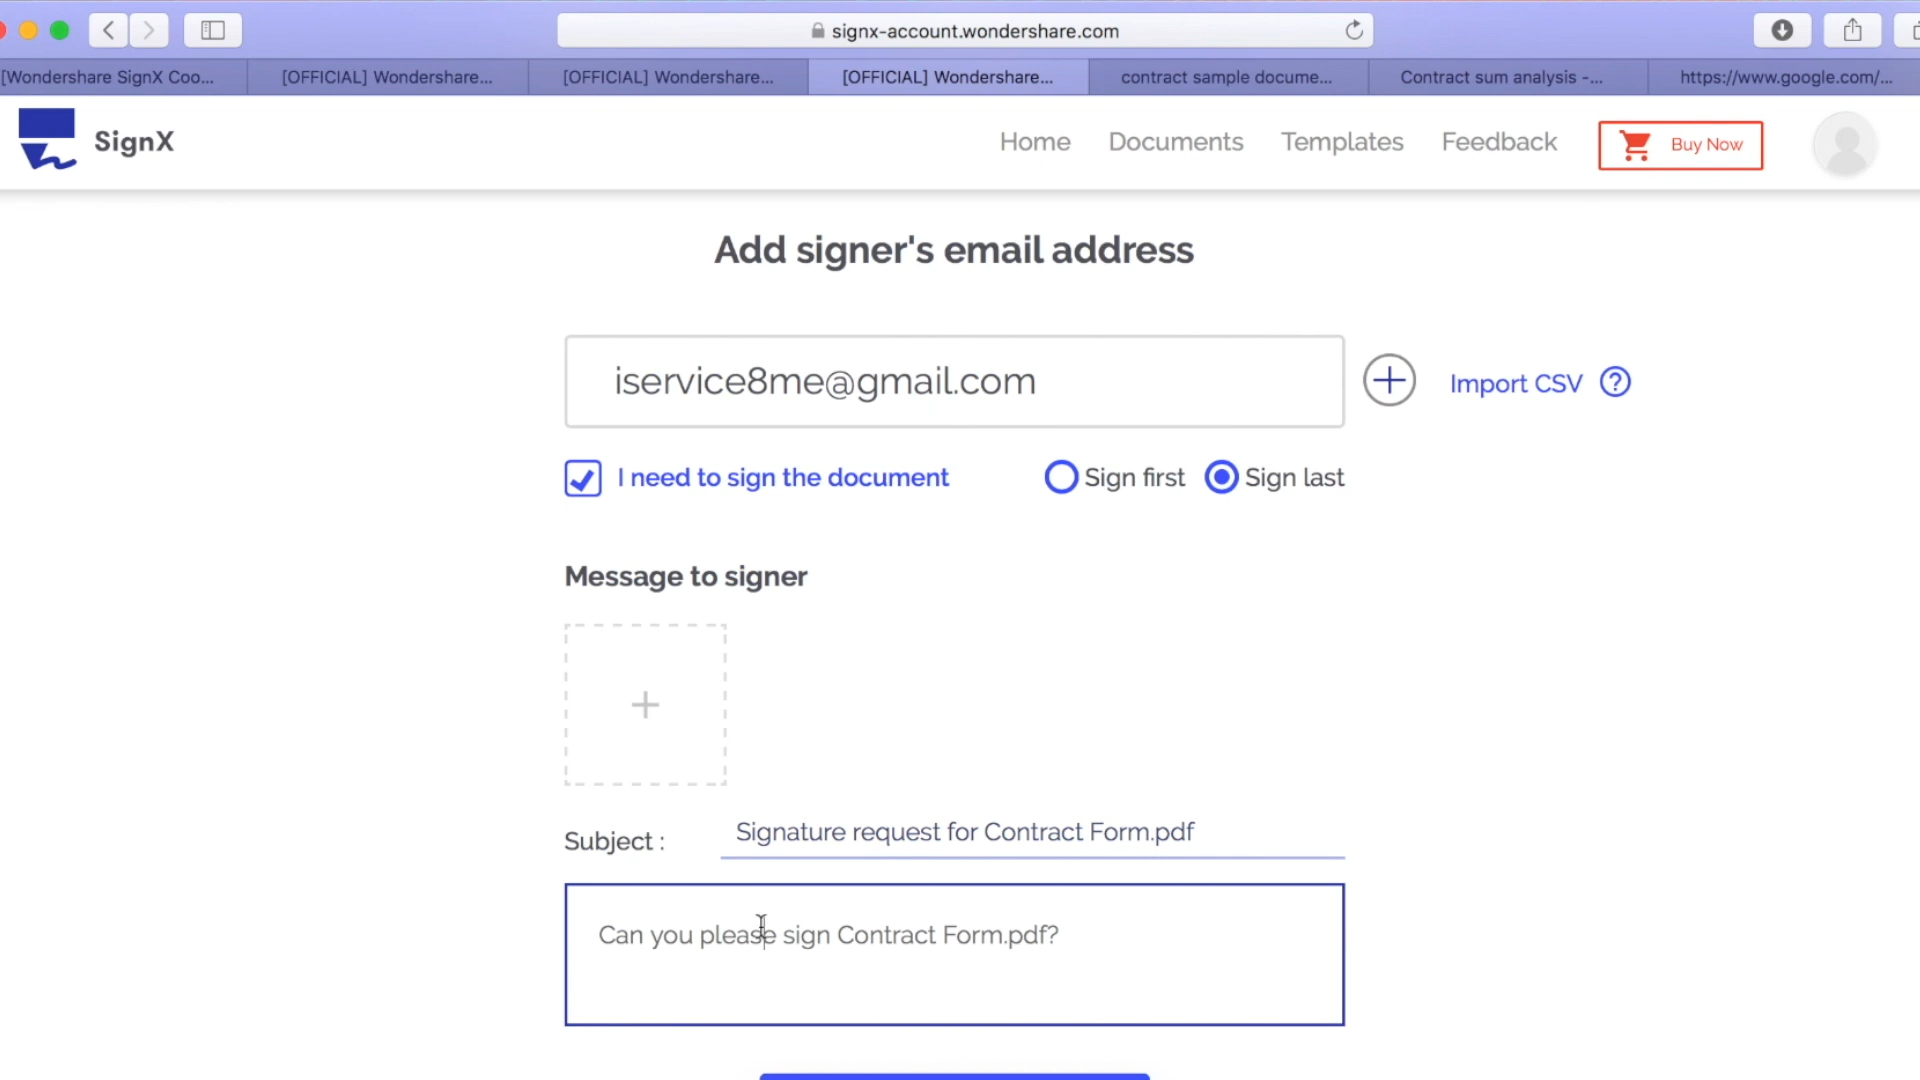 signx-account.wondershare.com
[Wondershare SignX Coo...
[OFFICIAL] Wondershare...
[OFFICIAL] Wondershare...
[OFFICIAL] Wondershare...
contract sample docume...
Contract sum analysis -...
https://www.google.com/...
SignX
Home
Documents
Templates
Feedback
Buy Now
Add signer's email address
iservice8me@gmail.com
Import CSV ?
I need to sign the document
Sign first
Sign last
Message to signer
Subject :
Signature request for Contract Form.pdf
Can you please sign Contract Form.pdf?